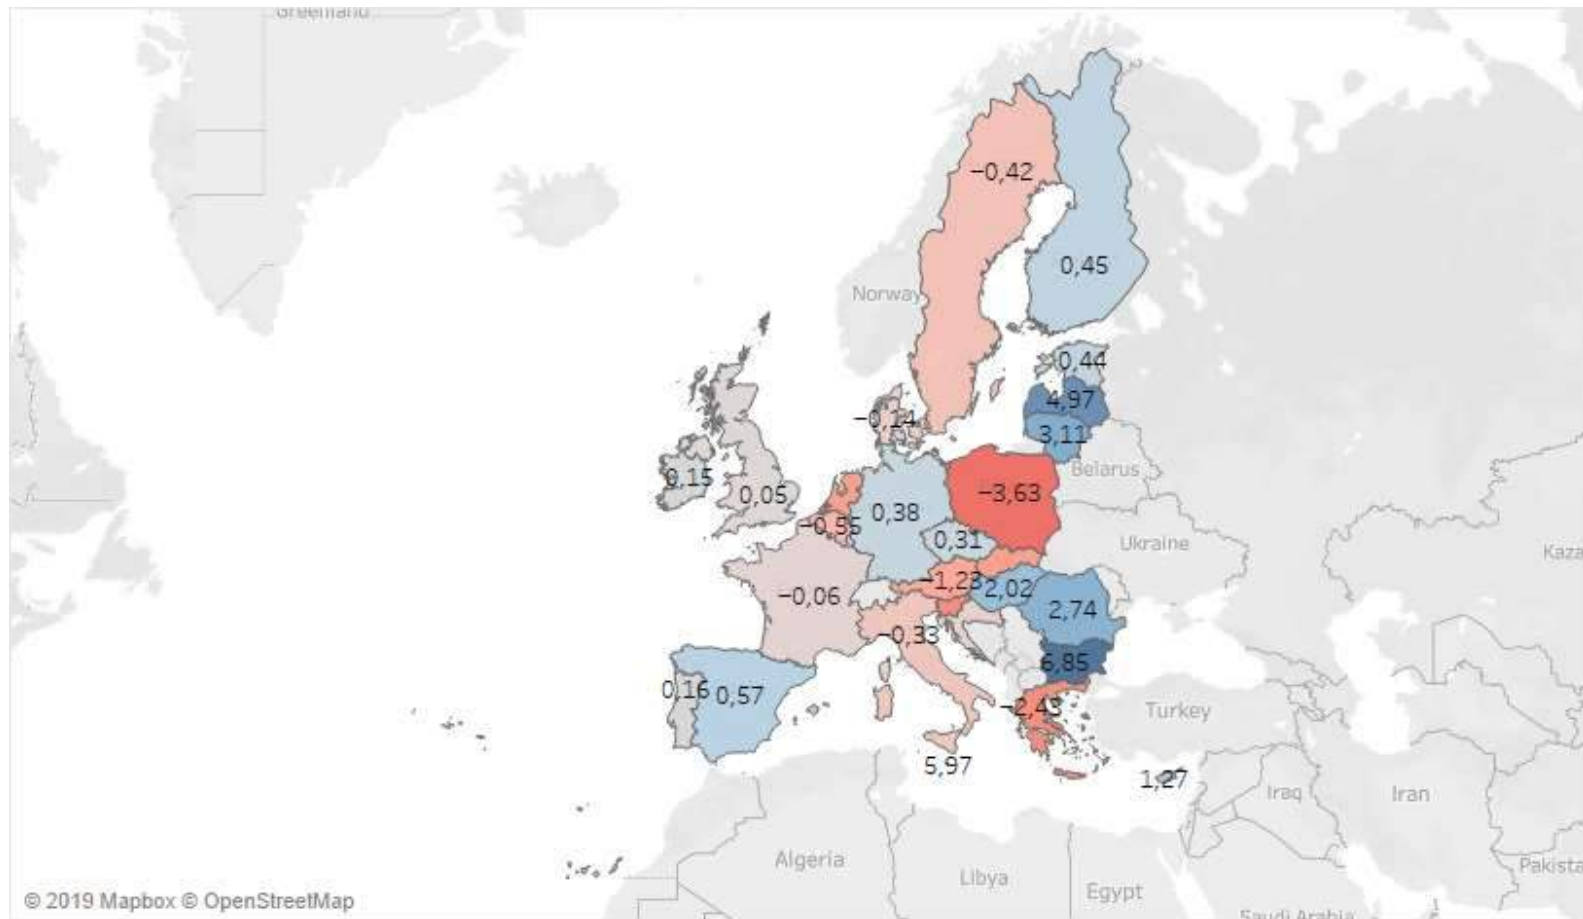 Greenland
−0,42
0,45
Norway
0,44
4,97
−0,14
3,11
Belarus
0,15
0,05
−3,63
0,38
−0,55
0,31
Ukraine
Kaza
−1,23
2,02
−0,06
2,74
−0,33
6,85
0,16
0,57
−2,43
Turkey
5,97
1,27
Iraq
Iran
Algeria
Libya
Egypt
Pakista
Saudi Arabia
© 2019 Mapbox © OpenStreetMap